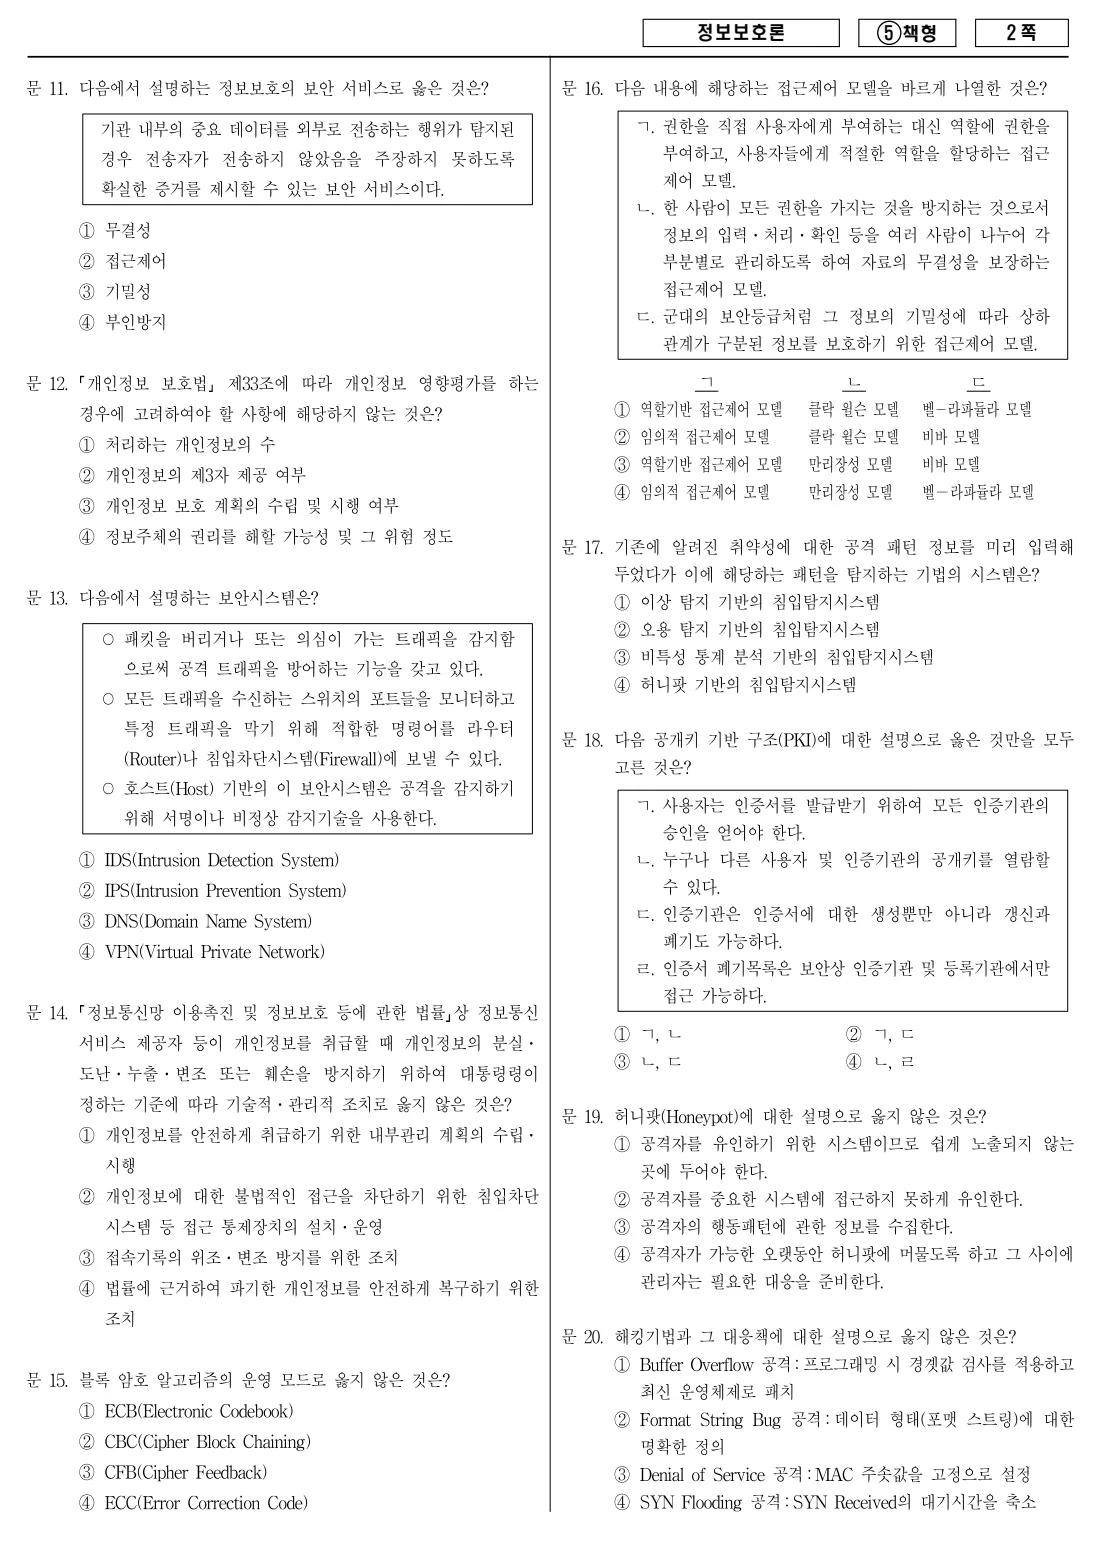 정보보호론
⑤책형
2쪽
문 11. 다음에서 설명하는 정보보호의 보안 서비스로 옳은 것은?
기관 내부의 중요 데이터를 외부로 전송하는 행위가 탐지된
경우 전송자가 전송하지 않았음을 주장하지 못하도록
확실한 증거를 제시할 수 있는 보안 서비스이다.
① 무결성
② 접근제어
③ 기밀성
④ 부인방지
문 12. 「개인정보 보호법」 제33조에 따라 개인정보 영향평가를 하는
경우에 고려하여야 할 사항에 해당하지 않는 것은?
① 처리하는 개인정보의 수
② 개인정보의 제3자 제공 여부
③ 개인정보 보호 계획의 수립 및 시행 여부
④ 정보주체의 권리를 해할 가능성 및 그 위험 정도
문 13. 다음에서 설명하는 보안시스템은?
○ 패킷을 버리거나 또는 의심이 가는 트래픽을 감지함
으로써 공격 트래픽을 방어하는 기능을 갖고 있다.
○ 모든 트래픽을 수신하는 스위치의 포트들을 모니터하고
특정 트래픽을 막기 위해 적합한 명령어를 라우터
(Router)나 침입차단시스템(Firewall)에 보낼 수 있다.
○ 호스트(Host) 기반의 이 보안시스템은 공격을 감지하기
위해 서명이나 비정상 감지기술을 사용한다.
① IDS(Intrusion Detection System)
② IPS(Intrusion Prevention System)
③ DNS(Domain Name System)
④ VPN(Virtual Private Network)
문 14. 「정보통신망 이용촉진 및 정보보호 등에 관한 법률」상 정보통신
서비스 제공자 등이 개인정보를 취급할 때 개인정보의 분실·
도난·누출·변조 또는 훼손을 방지하기 위하여 대통령령이
정하는 기준에 따라 기술적·관리적 조치로 옳지 않은 것은?
① 개인정보를 안전하게 취급하기 위한 내부관리 계획의 수립·
시행
② 개인정보에 대한 불법적인 접근을 차단하기 위한 침입차단
시스템 등 접근 통제장치의 설치·운영
③ 접속기록의 위조·변조 방지를 위한 조치
④ 법률에 근거하여 파기한 개인정보를 안전하게 복구하기 위한
조치
문 15. 블록 암호 알고리즘의 운영 모드로 옳지 않은 것은?
① ECB(Electronic Codebook)
② CBC(Cipher Block Chaining)
③ CFB(Cipher Feedback)
④ ECC(Error Correction Code)
문 16. 다음 내용에 해당하는 접근제어 모델을 바르게 나열한 것은?
ㄱ. 권한을 직접 사용자에게 부여하는 대신 역할에 권한을
부여하고, 사용자들에게 적절한 역할을 할당하는 접근
제어 모델.
ㄴ. 한 사람이 모든 권한을 가지는 것을 방지하는 것으로서
정보의 입력·처리·확인 등을 여러 사람이 나누어 각
부분별로 관리하도록 하여 자료의 무결성을 보장하는
접근제어 모델.
ㄷ. 군대의 보안등급처럼 그 정보의 기밀성에 따라 상하
관계가 구분된 정보를 보호하기 위한 접근제어 모델.
ㄱ ㄴ ㄷ
① 역할기반 접근제어 모델 클락 윌슨 모델 벨-라파듈라 모델
② 임의적 접근제어 모델 클락 윌슨 모델 비바 모델
③ 역할기반 접근제어 모델 만리장성 모델 비바 모델
④ 임의적 접근제어 모델 만리장성 모델 벨-라파듈라 모델
문 17. 기존에 알려진 취약성에 대한 공격 패턴 정보를 미리 입력해
두었다가 이에 해당하는 패턴을 탐지하는 기법의 시스템은?
① 이상 탐지 기반의 침입탐지시스템
② 오용 탐지 기반의 침입탐지시스템
③ 비특성 통계 분석 기반의 침입탐지시스템
④ 허니팟 기반의 침입탐지시스템
문 18. 다음 공개키 기반 구조(PKI)에 대한 설명으로 옳은 것만을 모두
고른 것은?
ㄱ. 사용자는 인증서를 발급받기 위하여 모든 인증기관의
승인을 얻어야 한다.
ㄴ. 누구나 다른 사용자 및 인증기관의 공개키를 열람할
수 있다.
ㄷ. 인증기관은 인증서에 대한 생성뿐만 아니라 갱신과
폐기도 가능하다.
ㄹ. 인증서 폐기목록은 보안상 인증기관 및 등록기관에서만
접근 가능하다.
① ㄱ, ㄴ ② ㄱ, ㄷ
③ ㄴ, ㄷ ④ ㄴ, ㄹ
문 19. 허니팟(Honeypot)에 대한 설명으로 옳지 않은 것은?
① 공격자를 유인하기 위한 시스템이므로 쉽게 노출되지 않는
곳에 두어야 한다.
② 공격자를 중요한 시스템에 접근하지 못하게 유인한다.
③ 공격자의 행동패턴에 관한 정보를 수집한다.
④ 공격자가 가능한 오랫동안 허니팟에 머물도록 하고 그 사이에
관리자는 필요한 대응을 준비한다.
문 20. 해킹기법과 그 대응책에 대한 설명으로 옳지 않은 것은?
① Buffer Overflow 공격:프로그래밍 시 경곗값 검사를 적용하고
최신 운영체제로 패치
② Format String Bug 공격:데이터 형태(포맷 스트링)에 대한
명확한 정의
③ Denial of Service 공격:MAC 주솟값을 고정으로 설정
④ SYN Flooding 공격:SYN Received의 대기시간을 축소